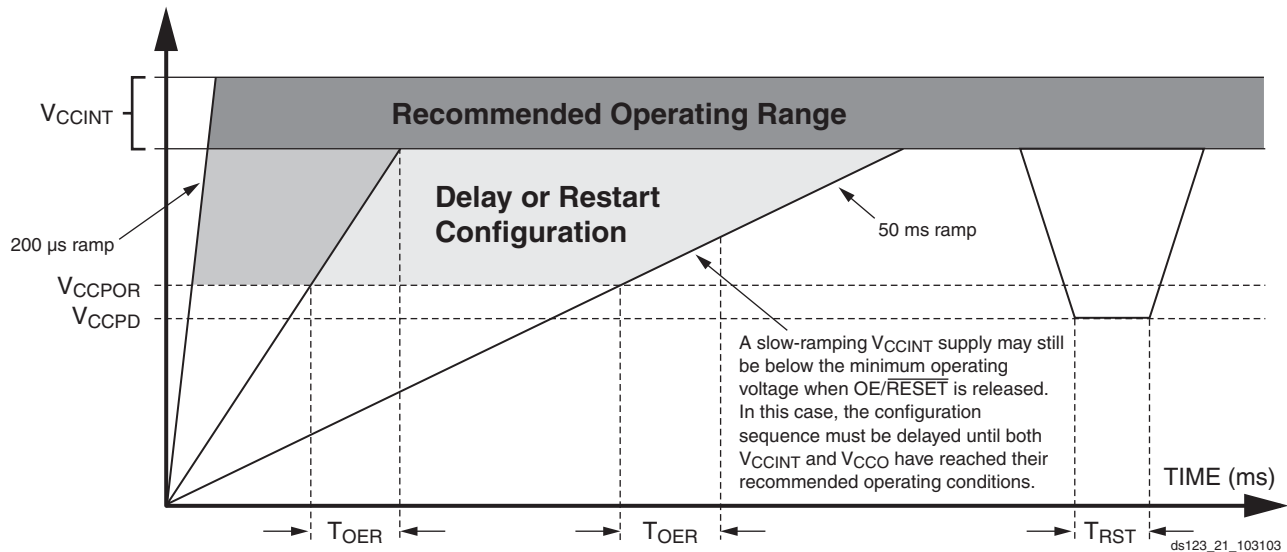 Recommended Operating Range
VCCINT
Delay or Restart
Configuration
200 µs ramp
50 ms ramp
VCCPOR
VCCPD
A slow-ramping VCCINT supply may still
be below the minimum operating
voltage when OE/RESET is released.
In this case, the configuration
sequence must be delayed until both
VCCINT and VCCO have reached their
recommended operating conditions.
TIME (ms)
TOER
TOER
TRST
ds123_21_103103